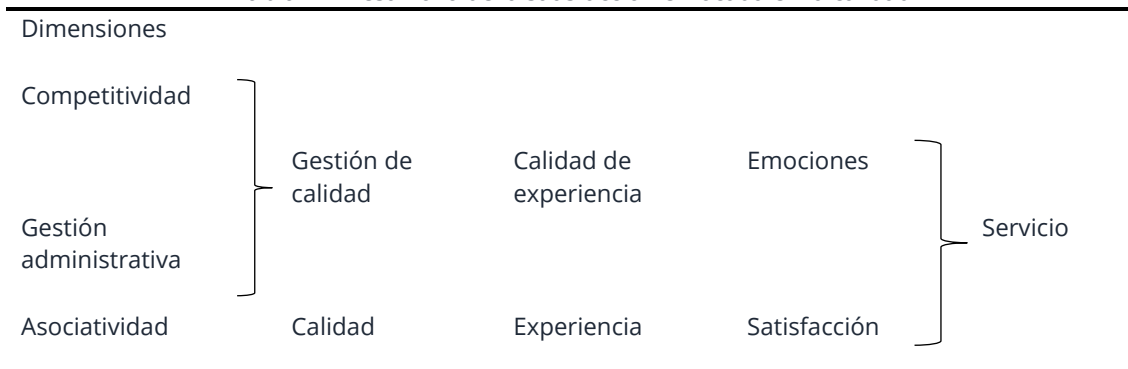 Dimensiones
Competitividad
Gestión de
calidad
Calidad de
experiencia
Emociones
Gestión
administrativa
Servicio
Asociatividad
Calidad
Experiencia
Satisfacción